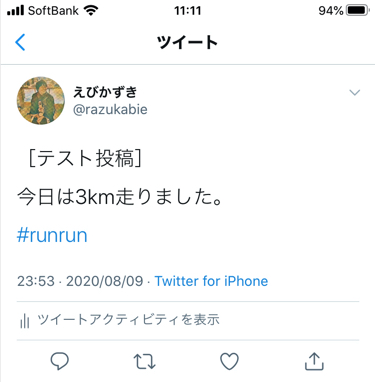 SoftBank 11:11 94%
ツイート
えびかずき
@razukabie
［テスト投稿］
今日は3km走りました。
#runrun
23:53 · 2020/08/09 · Twitter for iPhone
ツイートアクティビティを表示